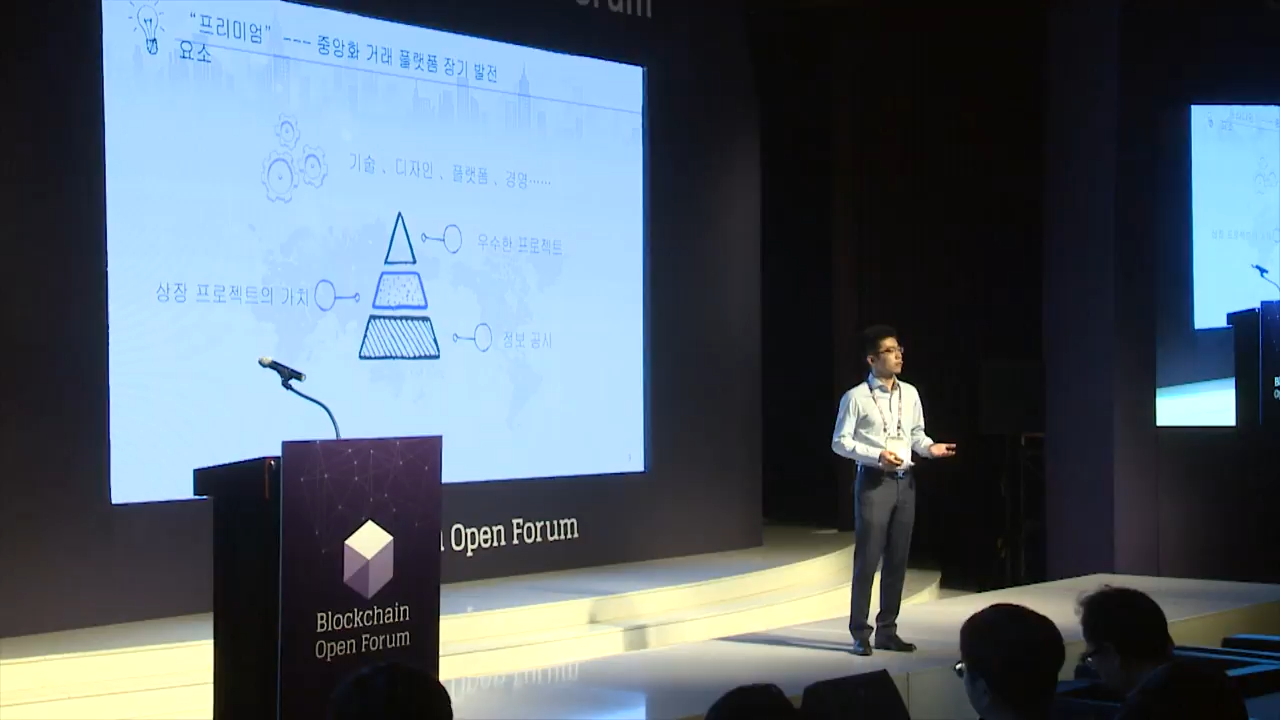 “프리미엄” --- 중앙화 거래 플랫폼 장기 발전
요소
기술 , 디자인 , 플랫폼 , 경영······
우수한 프로젝트
상장 프로젝트의 가치
정보 공시
Open Forum
Blockchain
Open Forum